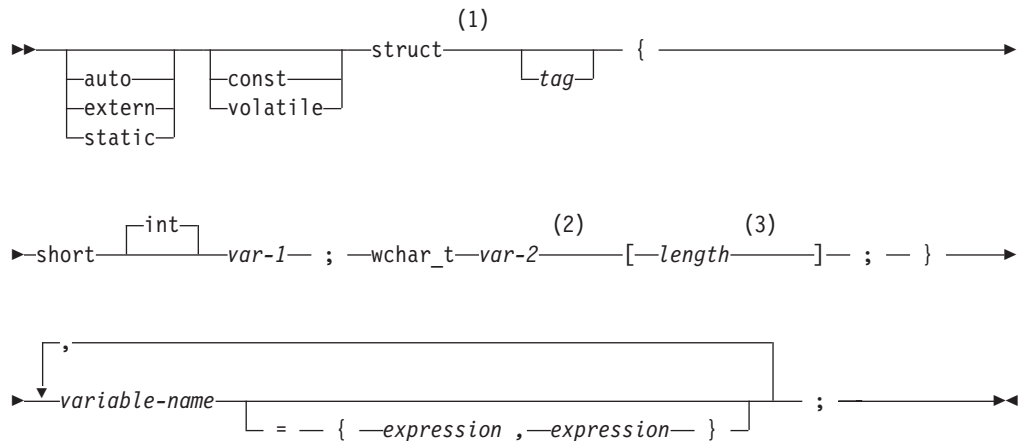 (1)
struct {
auto const tag
extern volatile
static
int (2) (3)
short var-1 ; wchar_t var-2 [ length ] ; }
,
variable-name ;
= { expression , expression }